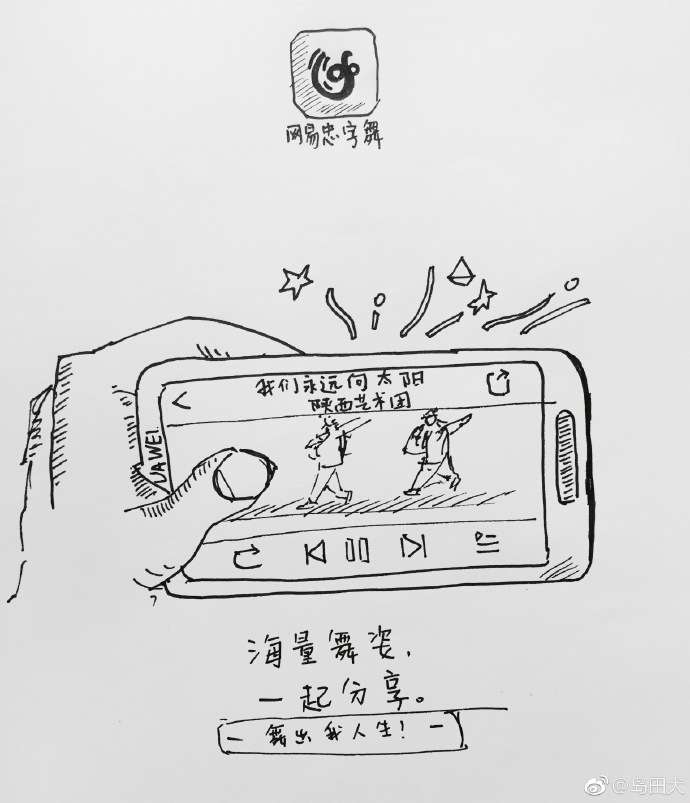 网易忠字舞
我们永远向太阳
陕西艺术团
UAWEI
海量舞姿,
一起分享。
- 舞出我人生! -
@岛田犬